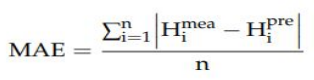 MAE = \frac{\sum_{i=1}^{n} \left| H_i^{mea} - H_i^{pre} \right|}{n}